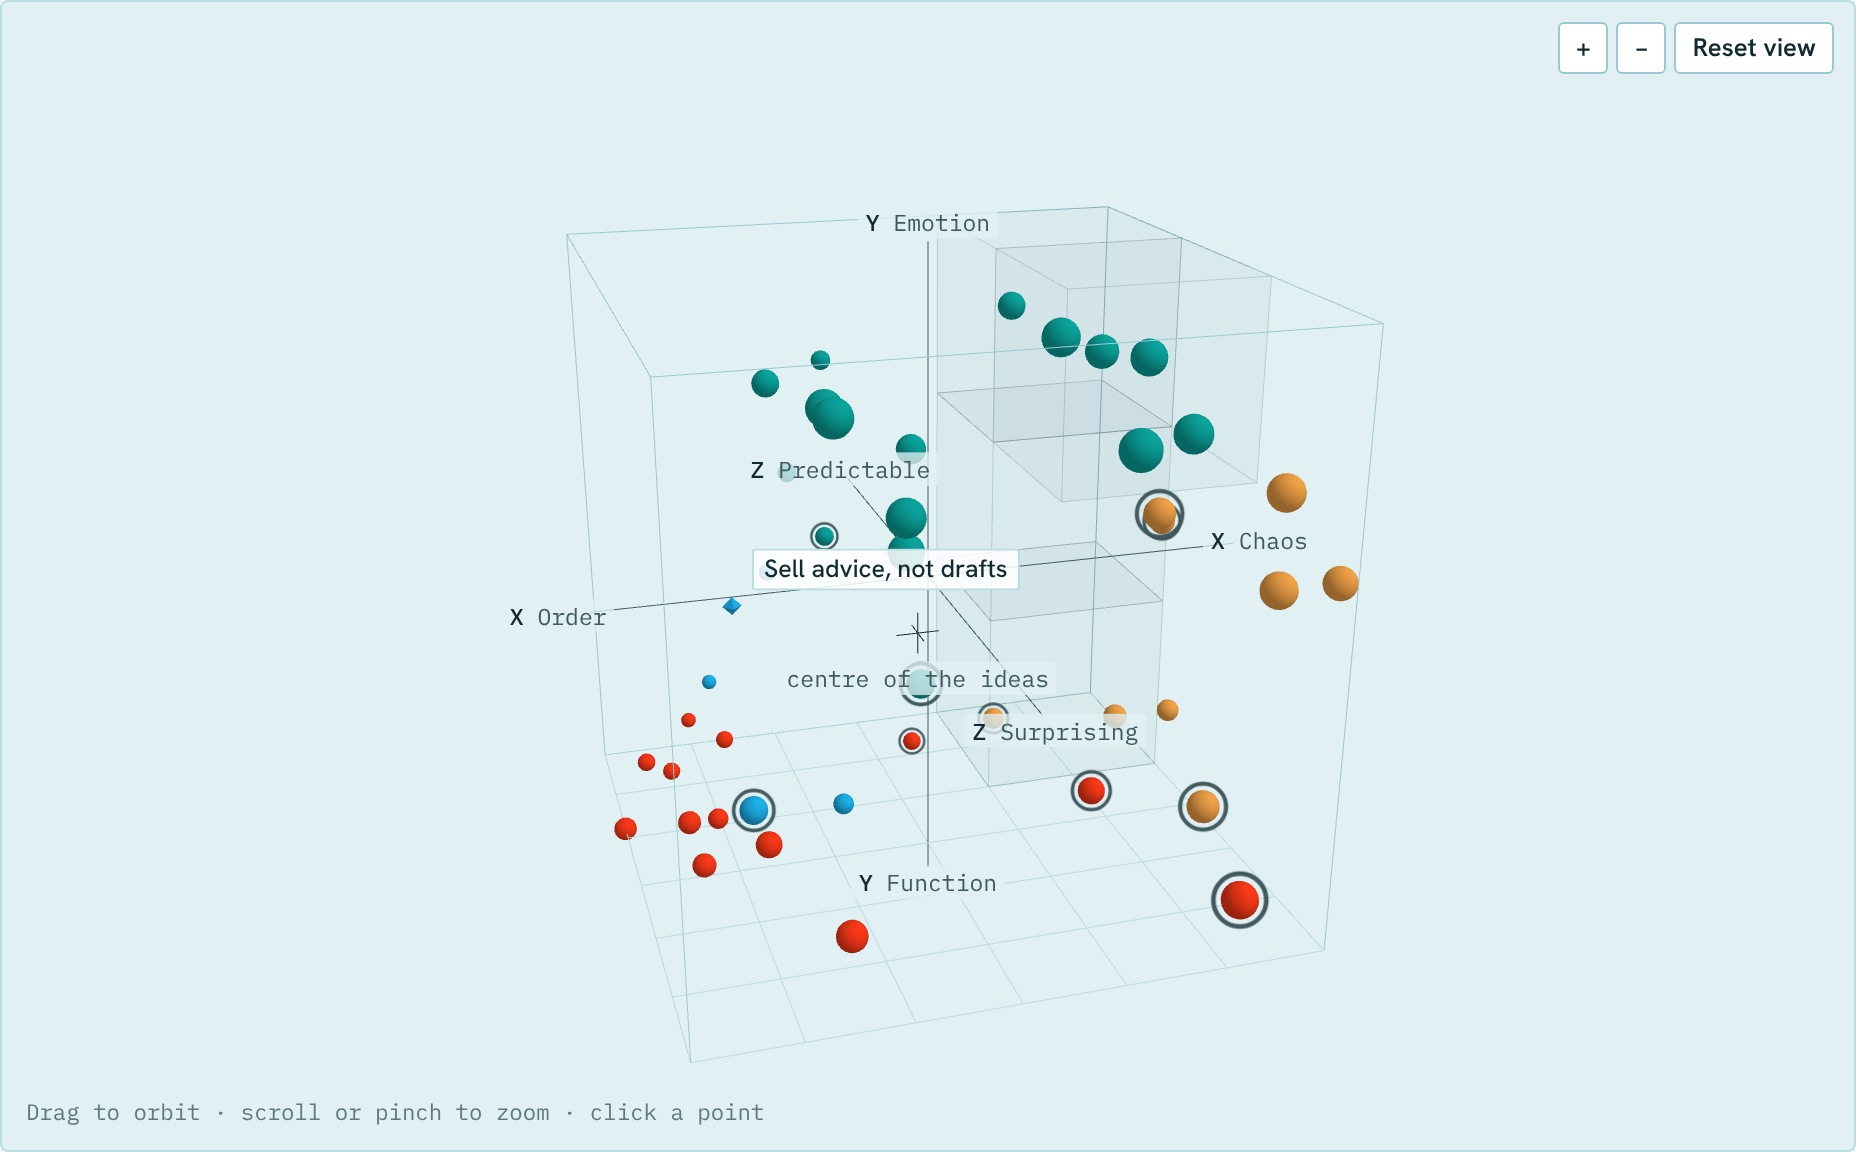 + - Reset view
Y Emotion
Z Predictable
X Chaos
Sell advice, not drafts
X Order
centre of the ideas
Z Surprising
Y Function
Drag to orbit · scroll or pinch to zoom · click a point